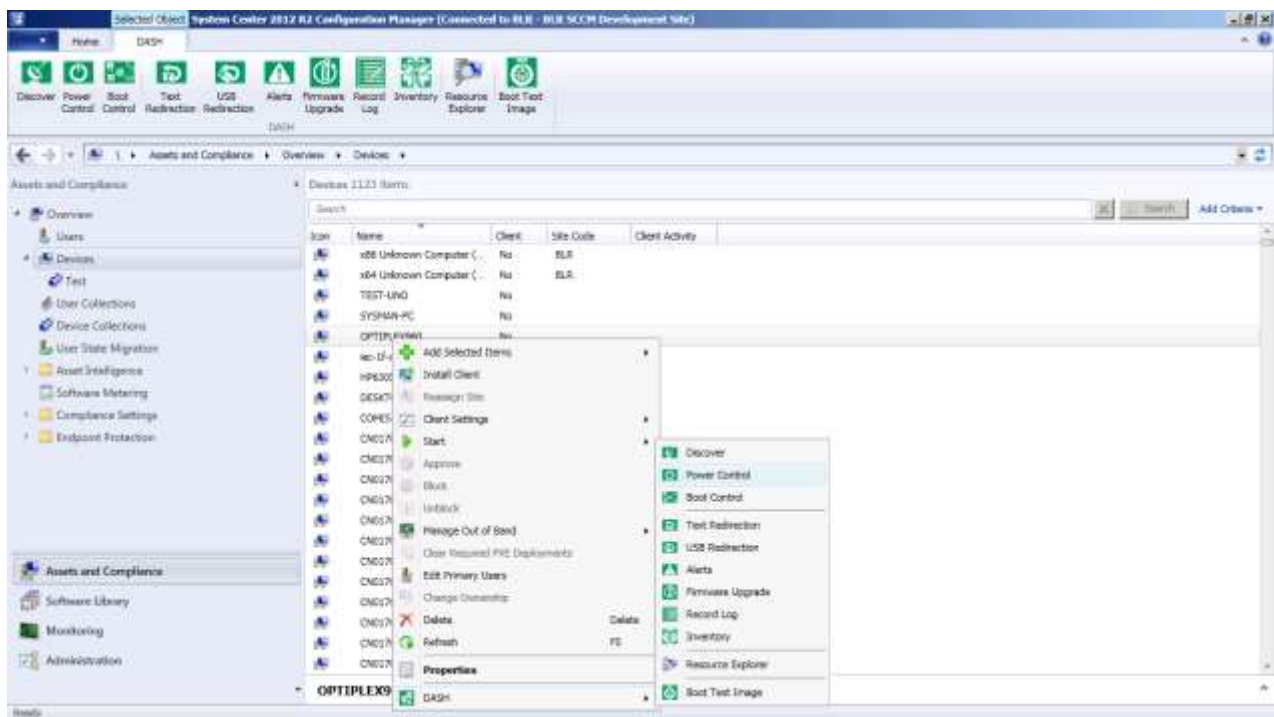 Selected Object System Center 2012 R2 Configuration Manager (Connected to BLR - BLR SCCM Development Site)
Home DASH
Discover Power Control Boot Control Text Redirection USB Redirection Alerts Firmware Upgrade Record Log Inventory Resource Explorer Boot Text Image
DASH
\ Assets and Compliance Overview Devices
Assets and Compliance
Overview
Users
Devices
Test
User Collections
Device Collections
User State Migration
Asset Intelligence
Software Metering
Compliance Settings
Endpoint Protection
Assets and Compliance
Software Library
Monitoring
Administration
Devices 1123 items
Search Search Add Criteria
Icon Name Client Site Code Client Activity
x86 Unknown Computer (... No BLR
x64 Unknown Computer (... No BLR
TEST-UNO No
SYSMAN-PC No
No
Add Selected Items
Install Client
Reassign Site
Client Settings
Start
Approve
Block
Unblock
Manage Out of Band
Clear Required PXE Deployments
Edit Primary Users
Change Ownership
Delete Delete
Refresh F5
Properties
DASH
Discover
Power Control
Boot Control
Text Redirection
USB Redirection
Alerts
Firmware Upgrade
Record Log
Inventory
Resource Explorer
Boot Text Image
OPTIPLEX9
Ready